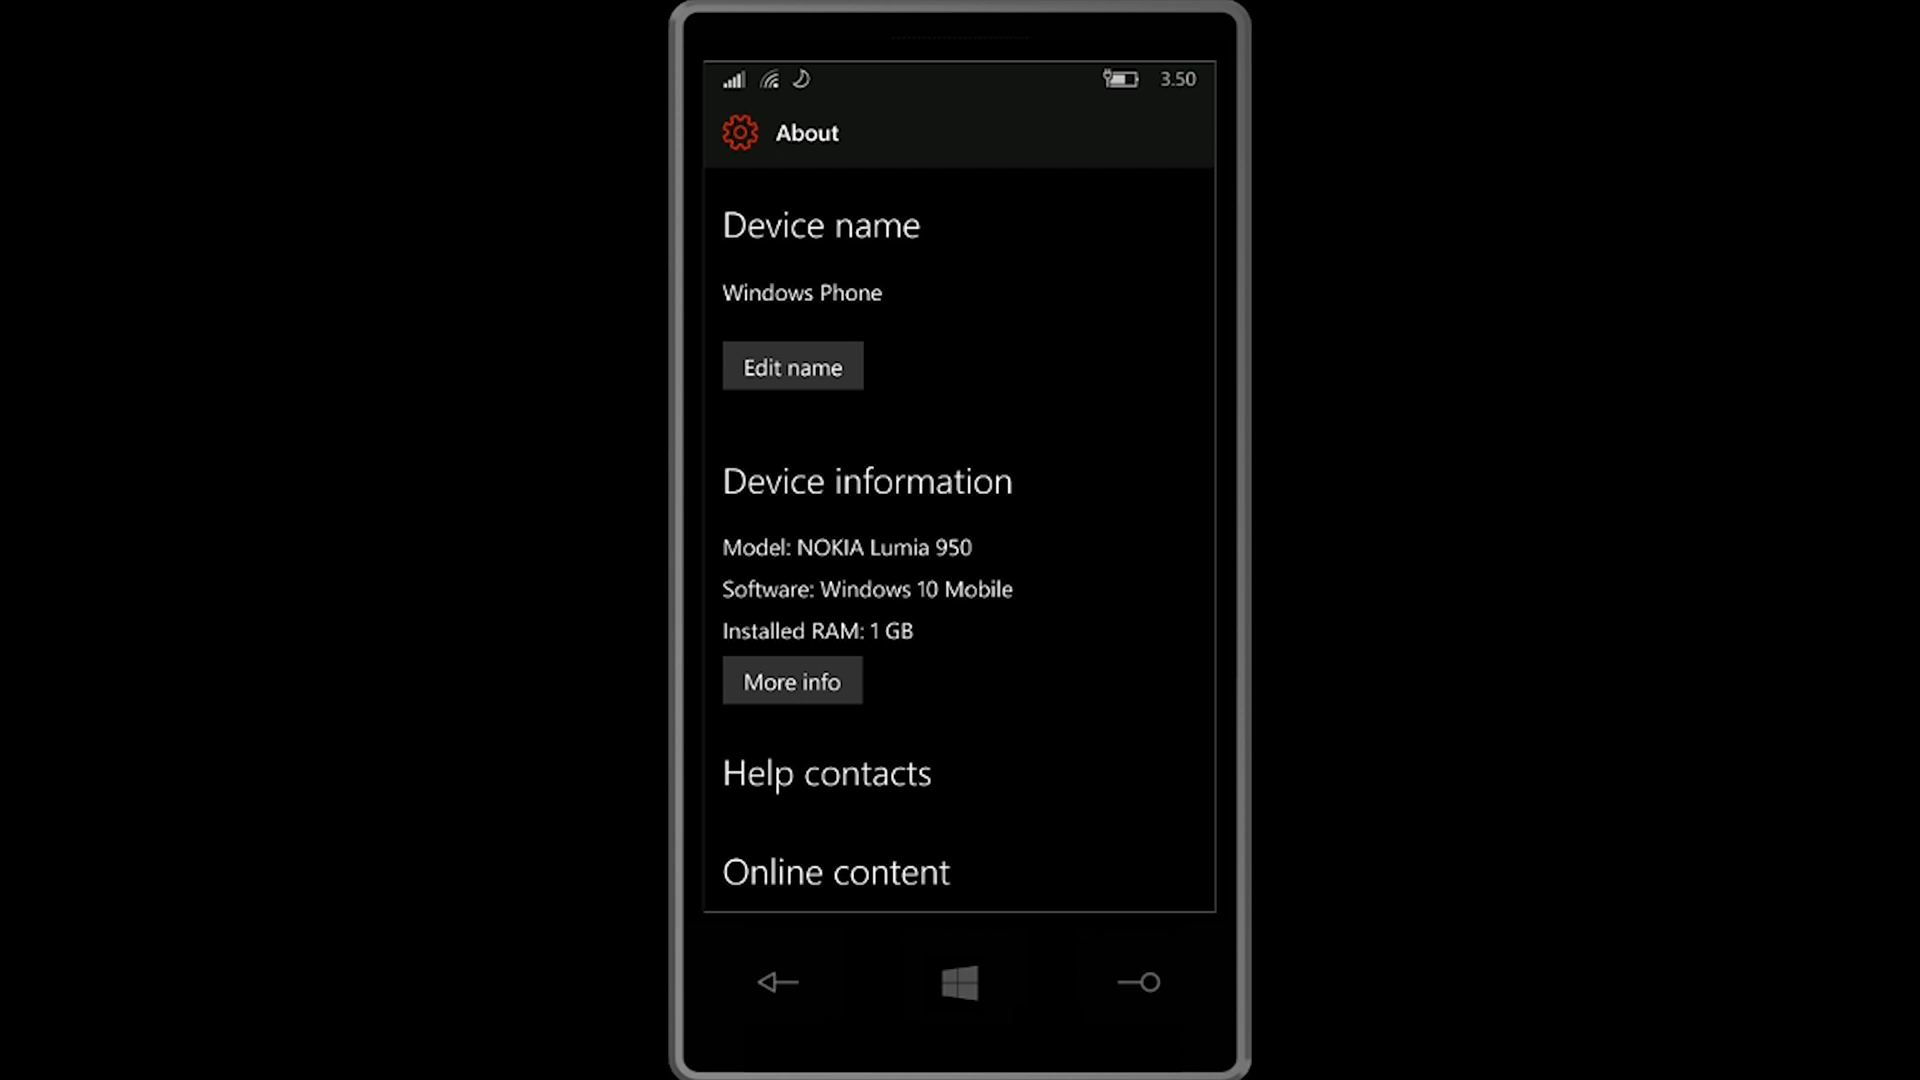 3.50
About
Device name
Windows Phone
Edit name
Device information
Model: NOKIA Lumia 950
Software: Windows 10 Mobile
Installed RAM: 1 GB
More info
Help contacts
Online content